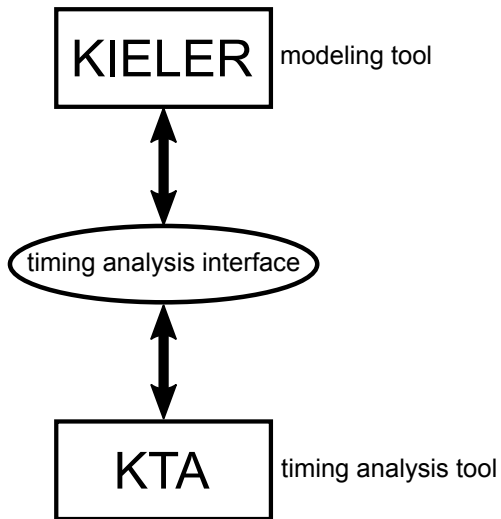 KIELER
modeling tool
timing analysis interface
KTA
timing analysis tool